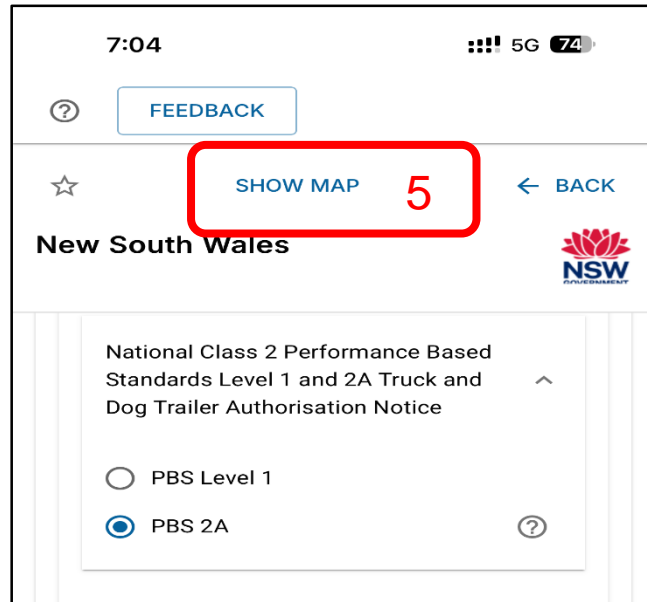 7:04 5G 74
? FEEDBACK
SHOW MAP 5 ← BACK
New South Wales
NSW
GOVERNMENT
National Class 2 Performance Based
Standards Level 1 and 2A Truck and
Dog Trailer Authorisation Notice
PBS Level 1
PBS 2A ?